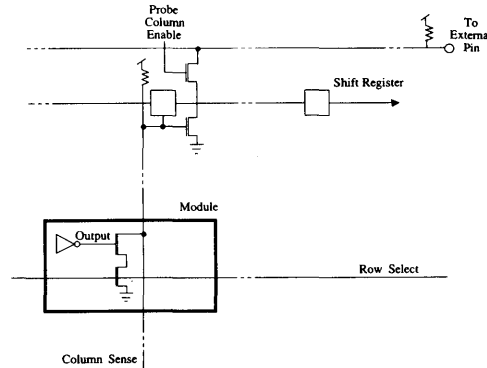 Probe
Column
Enable
To
External
Pin
Shift Register
Module
Output
Row Select
Column Sense